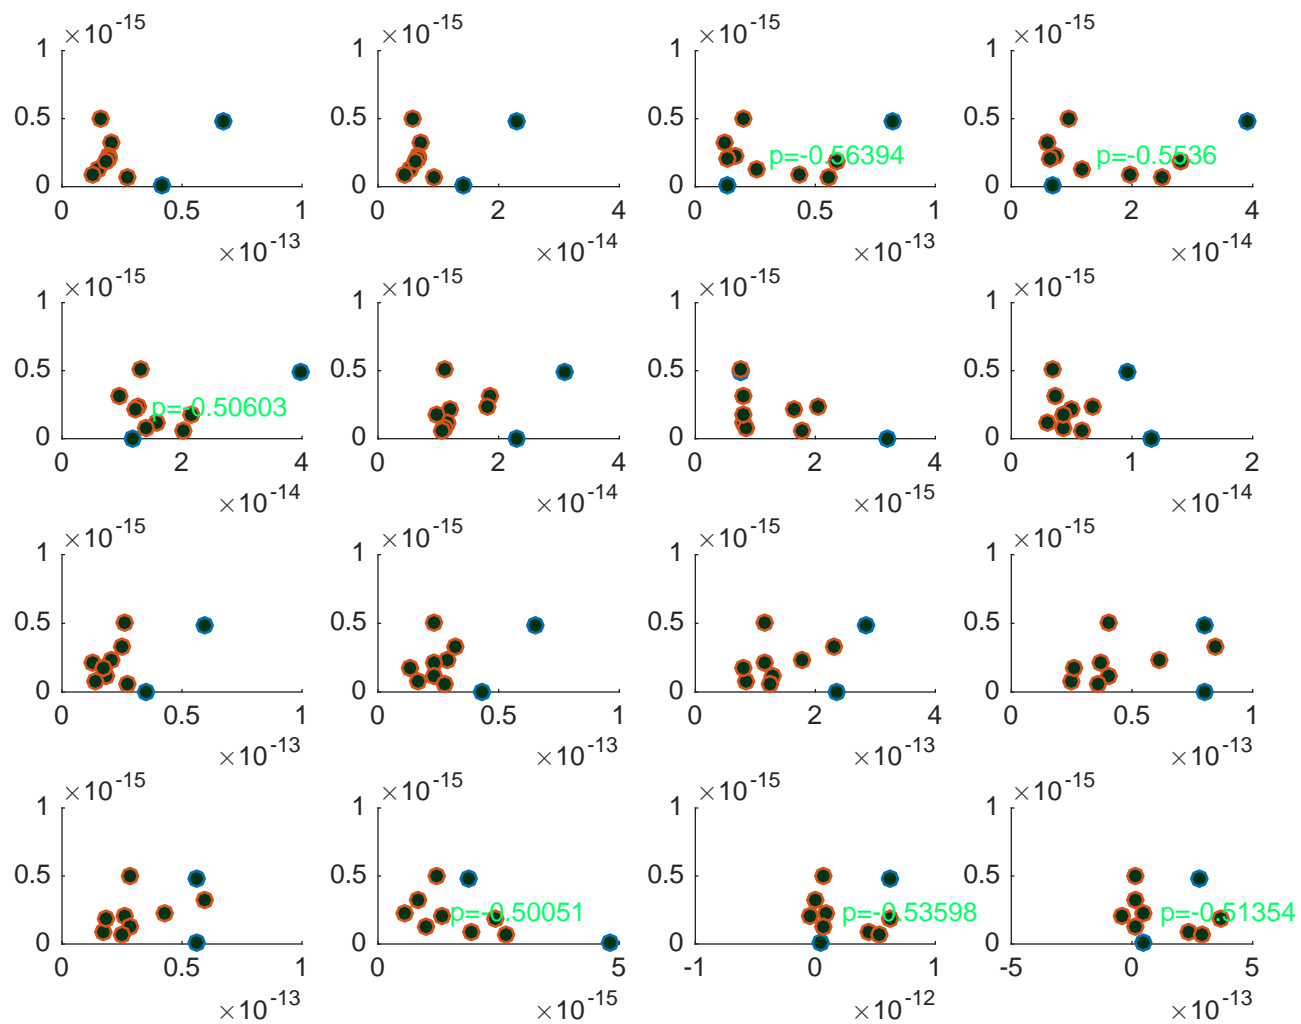 ×10-15 ×10-15 ×10-15 ×10-15
1 1 1 1
0.5 0.5 0.5 p=-0.56394 0.5 p=-0.5536
0 0 0 0
0 0.5 1 0 2 4 0 0.5 1 0 2 4
×10-13 ×10-14 ×10-13 ×10-14
×10-15 ×10-15 ×10-15 ×10-15
1 1 1 1
0.5 p=-0.50603 0.5 0.5 0.5
0 0 0 0
0 2 4 0 2 4 0 2 4 0 1 2
×10-14 ×10-14 ×10-15 ×10-14
×10-15 ×10-15 ×10-15 ×10-15
1 1 1 1
0.5 0.5 0.5 0.5
0 0 0 0
0 0.5 1 0 0.5 1 0 2 4 0 0.5 1
×10-13 ×10-13 ×10-13 ×10-13
×10-15 ×10-15 ×10-15 ×10-15
1 1 1 1
0.5 0.5 p=-0.50051 0.5 p=-0.53598 0.5 p=-0.51354
0 0 0 0
0 0.5 1 0 5 -1 0 1 -5 0 5
×10-13 ×10-15 ×10-12 ×10-13